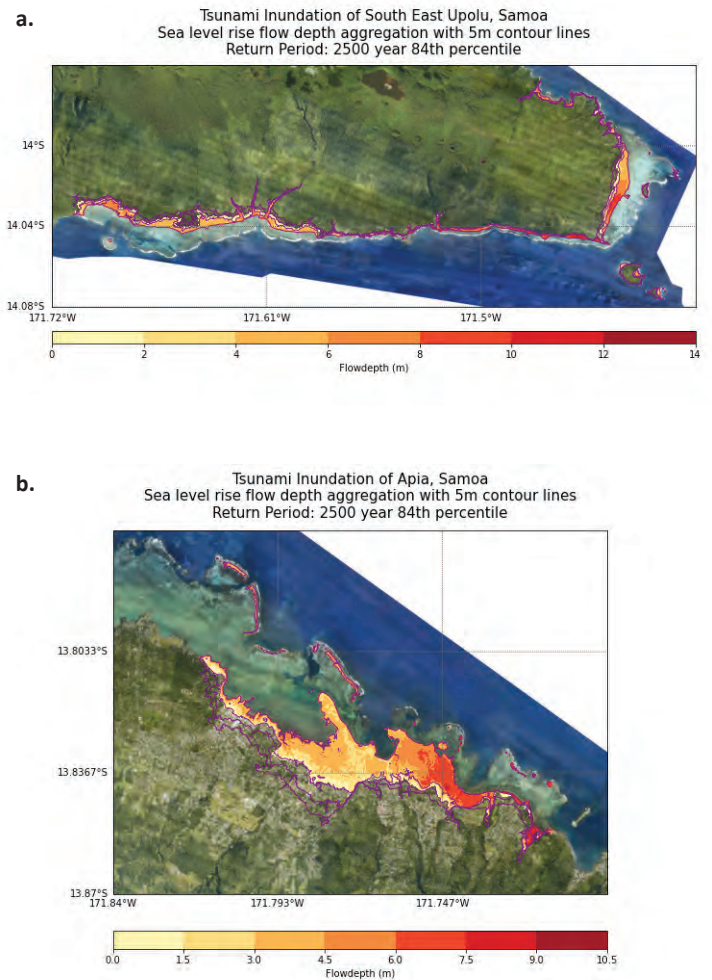 a.
Tsunami Inundation of South East Upolu, Samoa
Sea level rise flow depth aggregation with 5m contour lines
Return Period: 2500 year 84th percentile
14°S
14.04°S
14.08°S
171.72°W 171.61°W 171.5°W
0 2 4 6 8 10 12 14
Flowdepth (m)
b.
Tsunami Inundation of Apia, Samoa
Sea level rise flow depth aggregation with 5m contour lines
Return Period: 2500 year 84th percentile
13.8033°S
13.8367°S
13.87°S
171.84°W 171.793°W 171.747°W
0.0 1.5 3.0 4.5 6.0 7.5 9.0 10.5
Flowdepth (m)